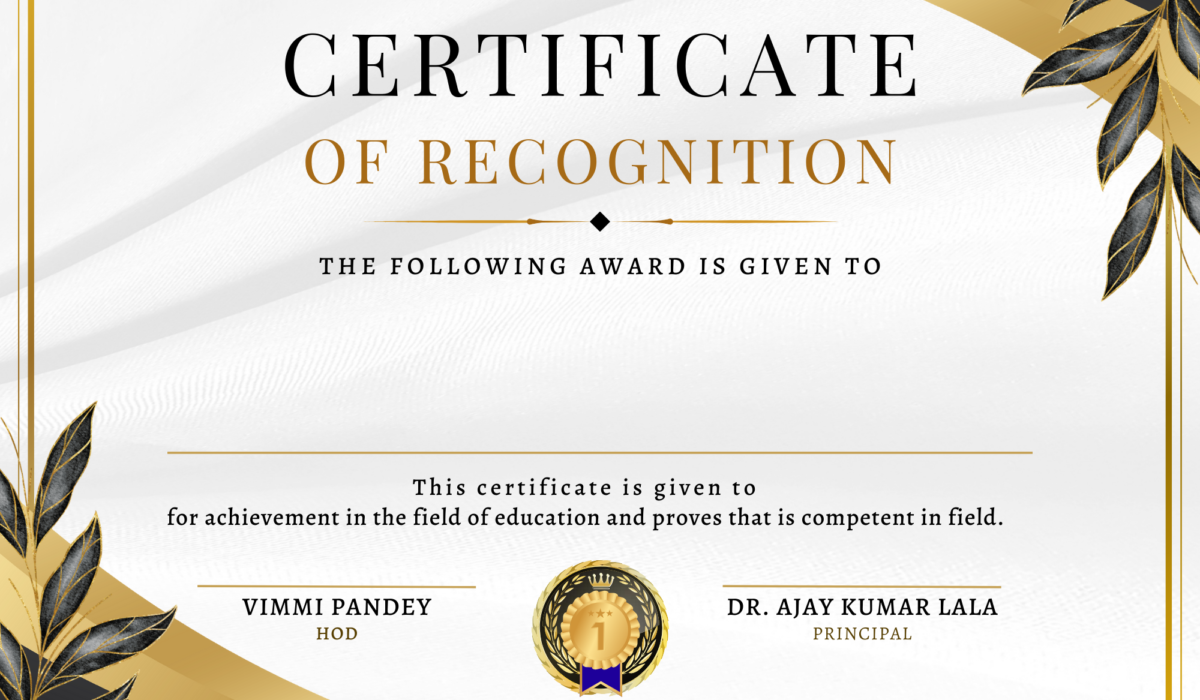 CERTIFICATE
OF RECOGNITION
THE FOLLOWING AWARD IS GIVEN TO
This certificate is given to
for achievement in the field of education and proves that is competent in field.
VIMMI PANDEY
HOD
1
DR. AJAY KUMAR LALA
PRINCIPAL